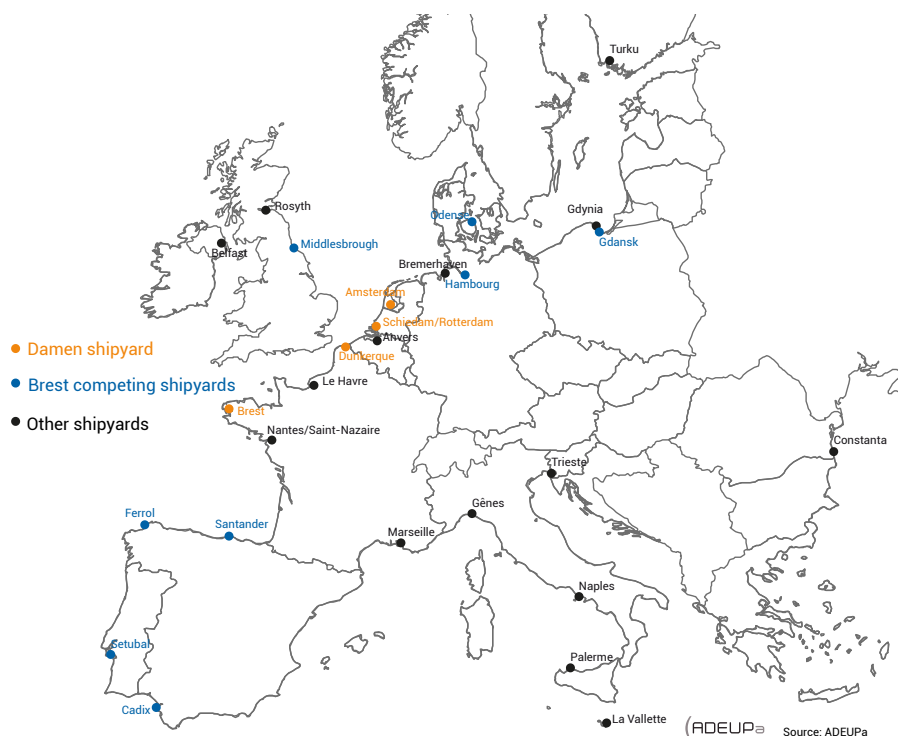 Turku
Rosyth
Gdynia
Odense
Gdansk
Middlesbrough
Belfast
Bremerhaven
Hambourg
Amsterdam
Schiedam/Rotterdam
Anvers
Dunkerque
Damen shipyard
Brest competing shipyards
Other shipyards
Le Havre
Brest
Nantes/Saint-Nazaire
Constanta
Trieste
Gênes
Ferrol
Santander
Marseille
Naples
Setubal
Palerme
Cadix
La Vallette
ADEUPa
Source: ADEUPa